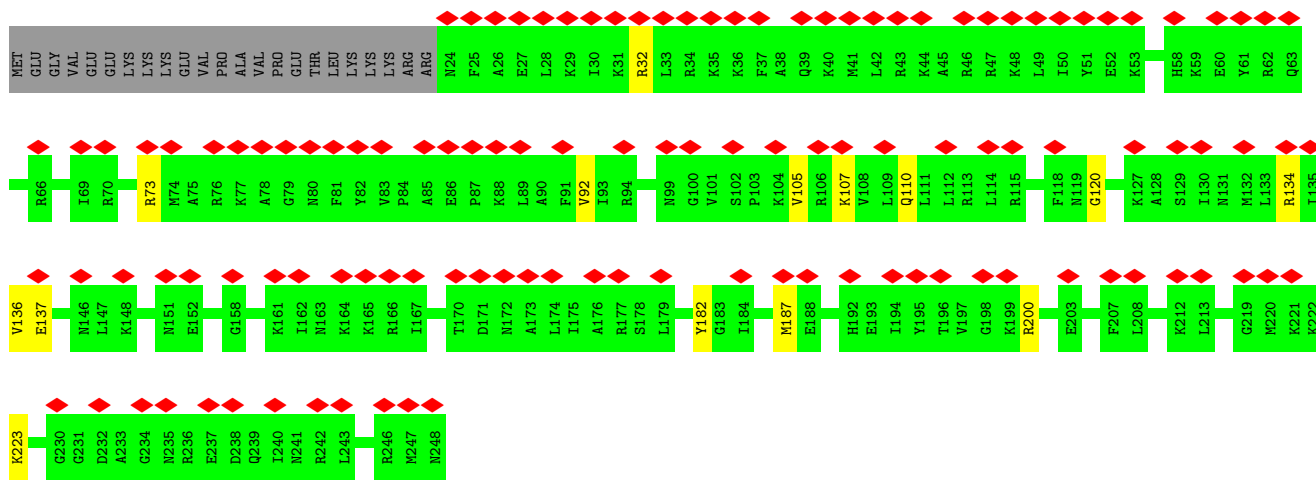 MET GLU GLY VAL GLU GLU LYS LYS LYS GLU VAL PRO ALA VAL PRO GLU THR LEU LYS LYS LYS ARG ARG N24 F25 A26 E27 L28 K29 I30 K31 R32 L33 R34 K35 K36 F37 A38 Q39 K40 M41 L42 R43 K44 A45 R46 R47 K48 L49 I50 Y51 E52 K53 H58 K59 E60 Y61 R62 Q63
R66 I69 R70 R73 M74 A75 R76 K77 A78 G79 N80 F81 Y82 V83 P84 A85 E86 P87 K88 L89 A90 F91 V92 I93 R94 N99 G100 V101 S102 P103 K104 V105 R106 K107 V108 L109 Q110 L111 L112 R113 L114 R115 F118 N119 G120 K127 A128 S129 I130 N131 M132 L133 R134 I135
V136 E137 N146 L147 K148 N151 E152 G158 K161 I162 N163 K164 K165 R166 I167 T170 D171 N172 A173 L174 I175 A176 R177 S178 L179 Y182 G183 I184 M187 E188 H192 E193 I194 Y195 T196 V197 G198 K199 R200 E203 F207 L208 K212 L213 G219 M220 K221 K222
K223 G230 G231 D232 A233 G234 N235 R236 E237 D238 Q239 I240 N241 R242 L243 R246 M247 N248